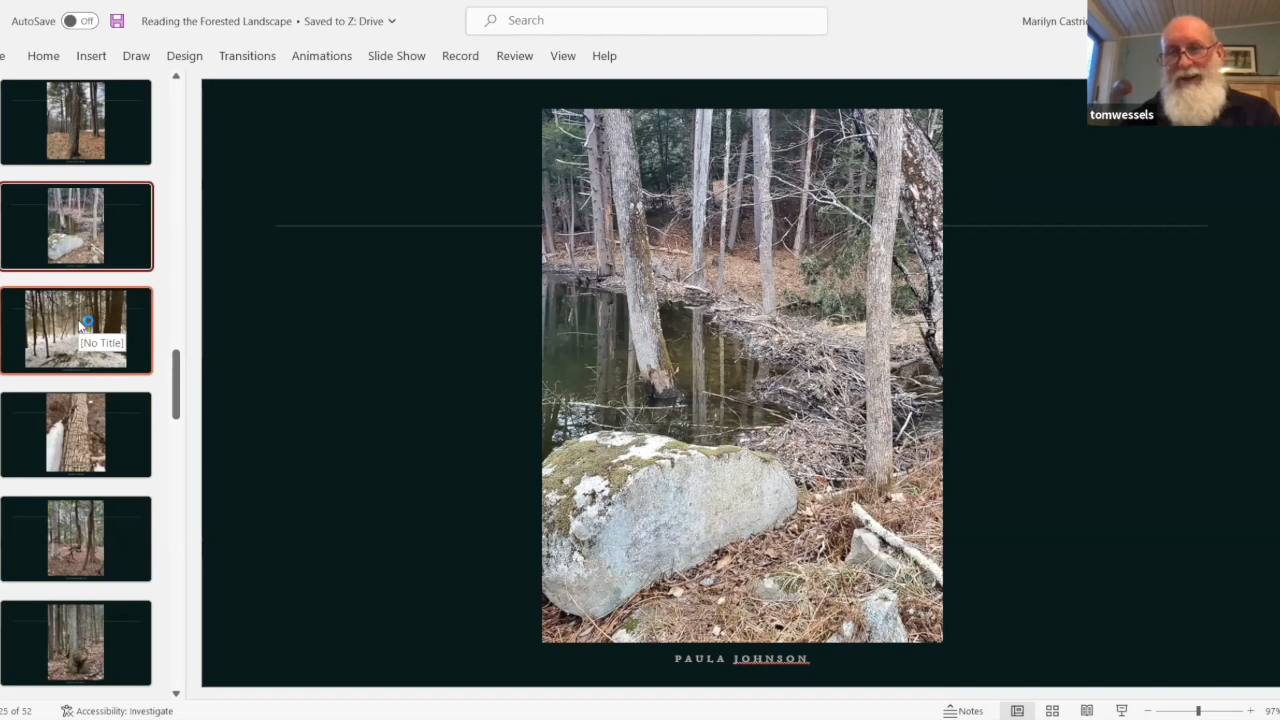 AutoSave Off Reading the Forested Landscape • Saved to Z: Drive Search Marilyn Castri
tomwessels
Home Insert Draw Design Transitions Animations Slide Show Record Review View Help
[No Title]
PAULA JOHNSON
25 of 52 Accessibility: Investigate Notes 97%